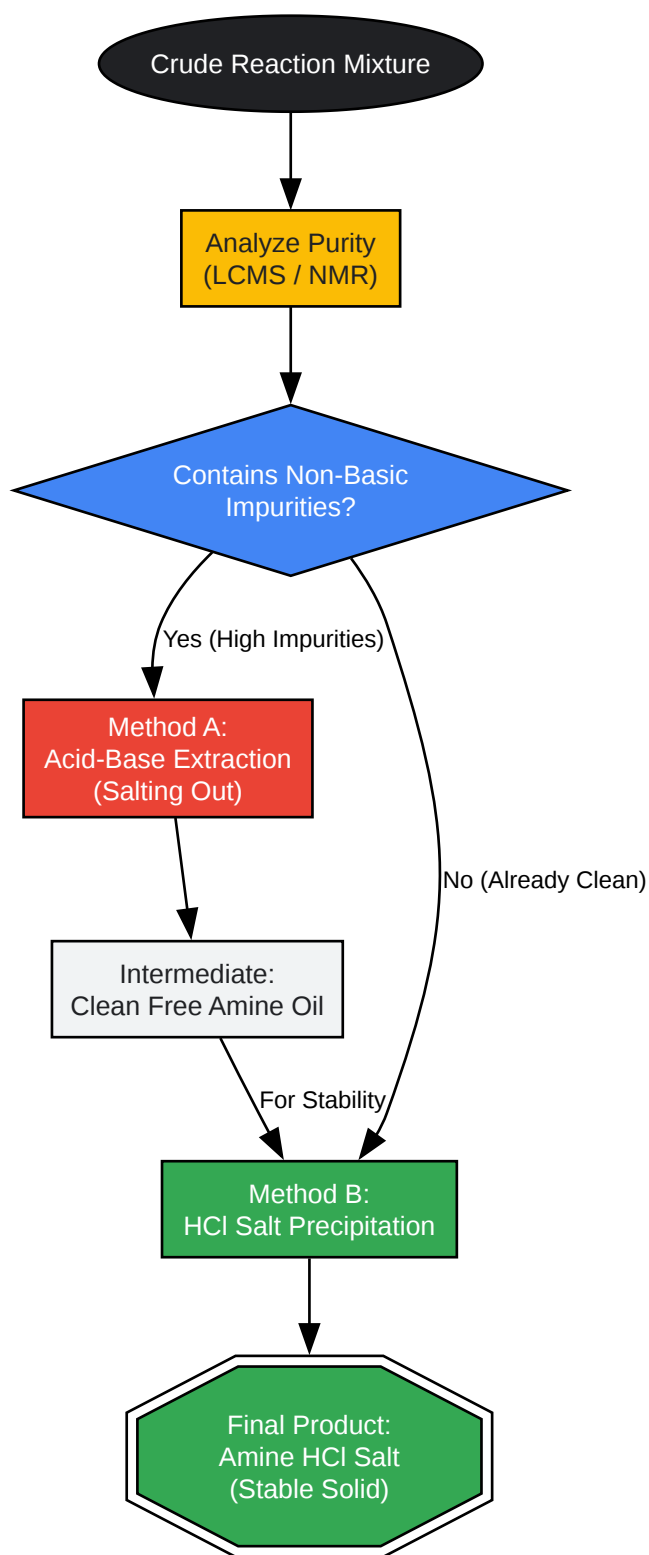 Crude Reaction Mixture
Analyze Purity
(LCMS / NMR)
Contains Non-Basic
Impurities?
Yes (High Impurities)
Method A:
Acid-Base Extraction
(Salting Out)
No (Already Clean)
Intermediate:
Clean Free Amine Oil
For Stability
Method B:
HCl Salt Precipitation
Final Product:
Amine HCl Salt
(Stable Solid)